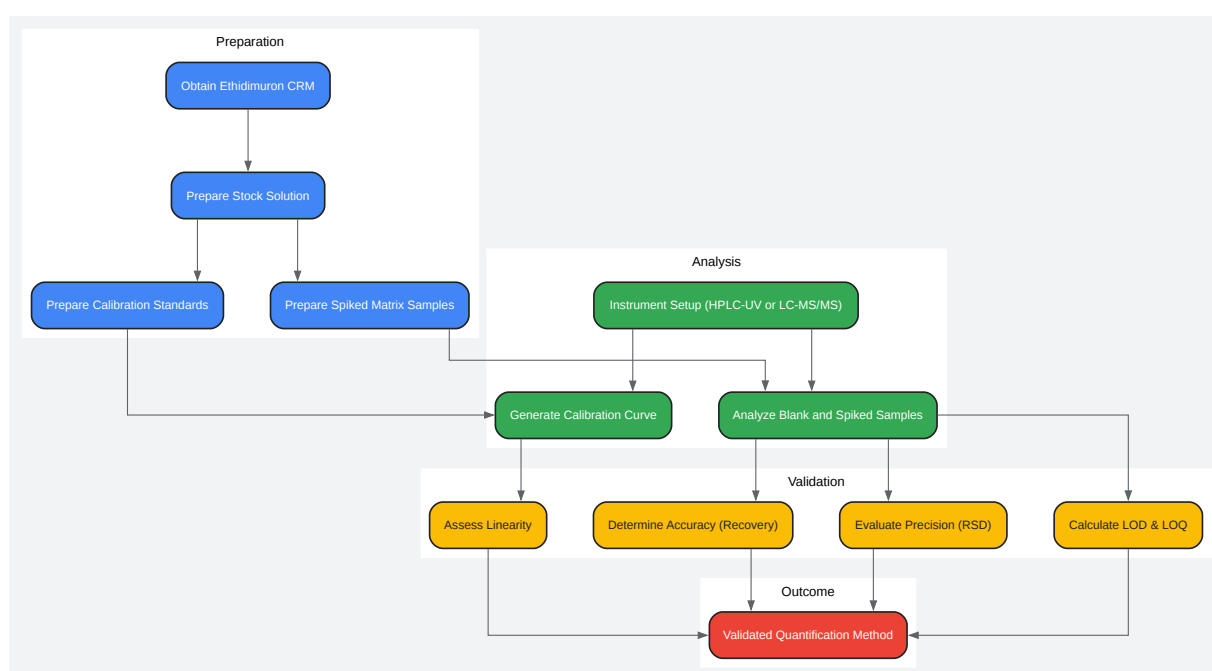 Preparation
Obtain Ethidimuron CRM
Prepare Stock Solution
Prepare Calibration Standards
Prepare Spiked Matrix Samples
Analysis
Instrument Setup (HPLC-UV or LC-MS/MS)
Generate Calibration Curve
Analyze Blank and Spiked Samples
Validation
Assess Linearity
Determine Accuracy (Recovery)
Evaluate Precision (RSD)
Calculate LOD & LOQ
Outcome
Validated Quantification Method